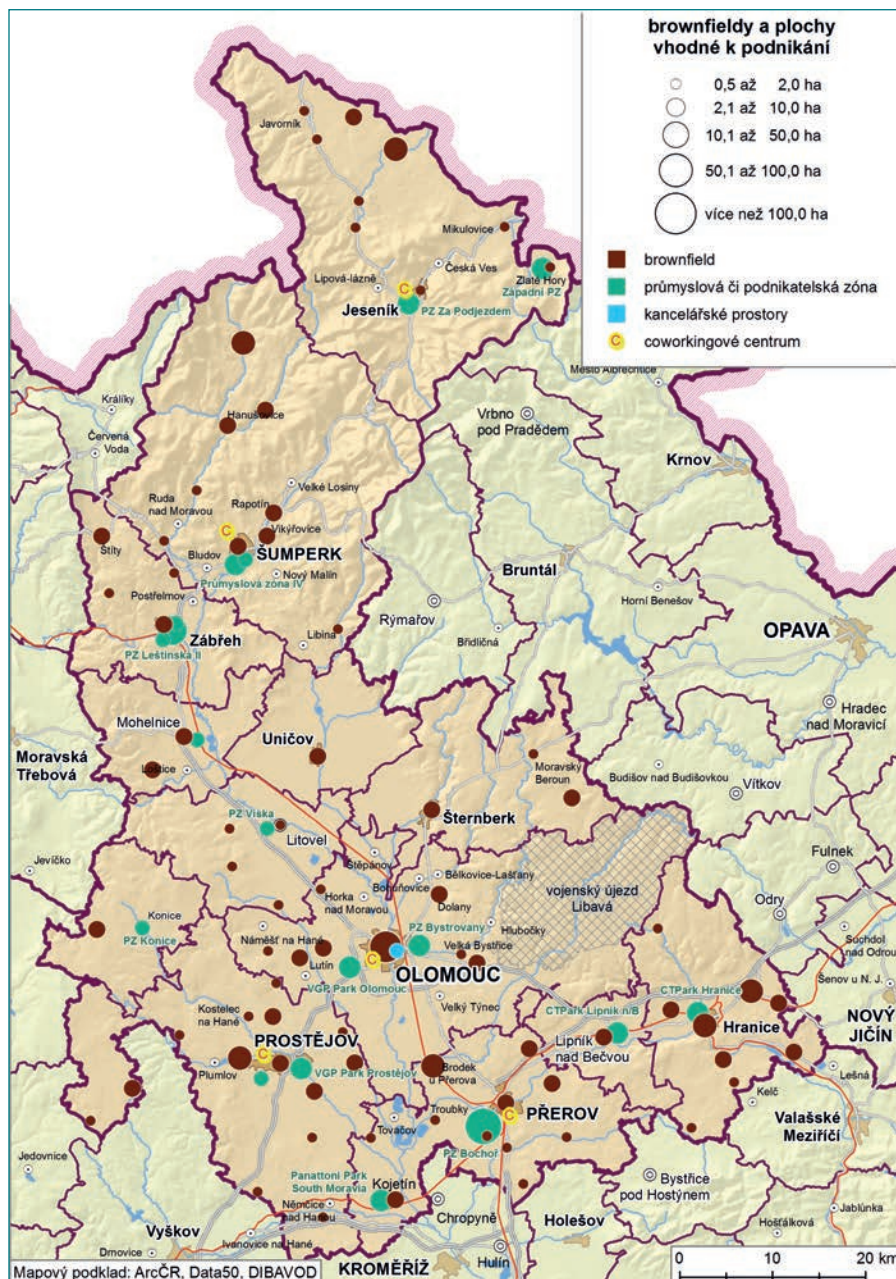 brownfieldy a plochy
vhodné k podnikání
0,5 až 2,0 ha
2,1 až 10,0 ha
10,1 až 50,0 ha
50,1 až 100,0 ha
více než 100,0 ha
brownfield
průmyslová či podnikatelská zóna
kancelářské prostory
C coworkingové centrum
Javorník
Mikulovice
Česká Ves
Lipová-lázně
Zlaté Hory
Západní PZ
C
Jeseník
PZ Za Podjezdem
Město Albrechtice
Králíky
Hanušovice
Vrbno
pod Pradědem
Červená
Voda
Krnov
Velké Losiny
Ruda
nad Moravou
Rapotín
C
Vikýřovice
Štíty
ŠUMPERK
Bludov
Bruntál
Nový Malín
Průmyslová zóna IV
Horní Benešov
Postřelmov
Rýmařov
Břidličná
OPAVA
Libina
Zábřeh
PZ Leštinská II
Hradec
nad Moravicí
Mohelnice
Uničov
Moravská
Třebová
Moravský
Beroun
Budišov nad Budišovkou
Loštice
Vítkov
PZ Viška
Šternberk
Litovel
Fulnek
Jevíčko
Štěpánov
Bohuňovice
Bělkovice-Lašťany
vojenský újezd
Libavá
Horka
nad Moravou
Dolany
Odry
Konice
PZ Konice
Hlubočky
PZ Bystrovany
Suchdol
nad Odrou
Náměšť na Hané
Velká Bystřice
C
Lutín
OLOMOUC
VGP Park Olomouc
Šenov u N. J.
CTPark Hranice
Velký Týnec
Kostelec
na Hané
CTPark Lipník n/B
NOVÝ
JIČÍN
Hranice
PROSTĚJOV
Lipník
nad Bečvou
C
Plumlov
VGP Park Prostějov
Brodek
u Přerova
Lešná
Kelč
Troubky
PŘEROV
C
Tovačov
Valašské
Meziříčí
PZ Bochoř
Jedovnice
Panattoni Park
South Moravia
Kojetín
Bystřice
pod Hostýnem
Němčice
nad Hanou
Jablůnka
Chropyně
Holešov
Vyškov
Hošťálková
Drnovice
Ivanovice na Hané
Hulín
KROMĚŘÍŽ
0 10 20 km
Mapový podklad: ArcČR, Data50, DIBAVOD